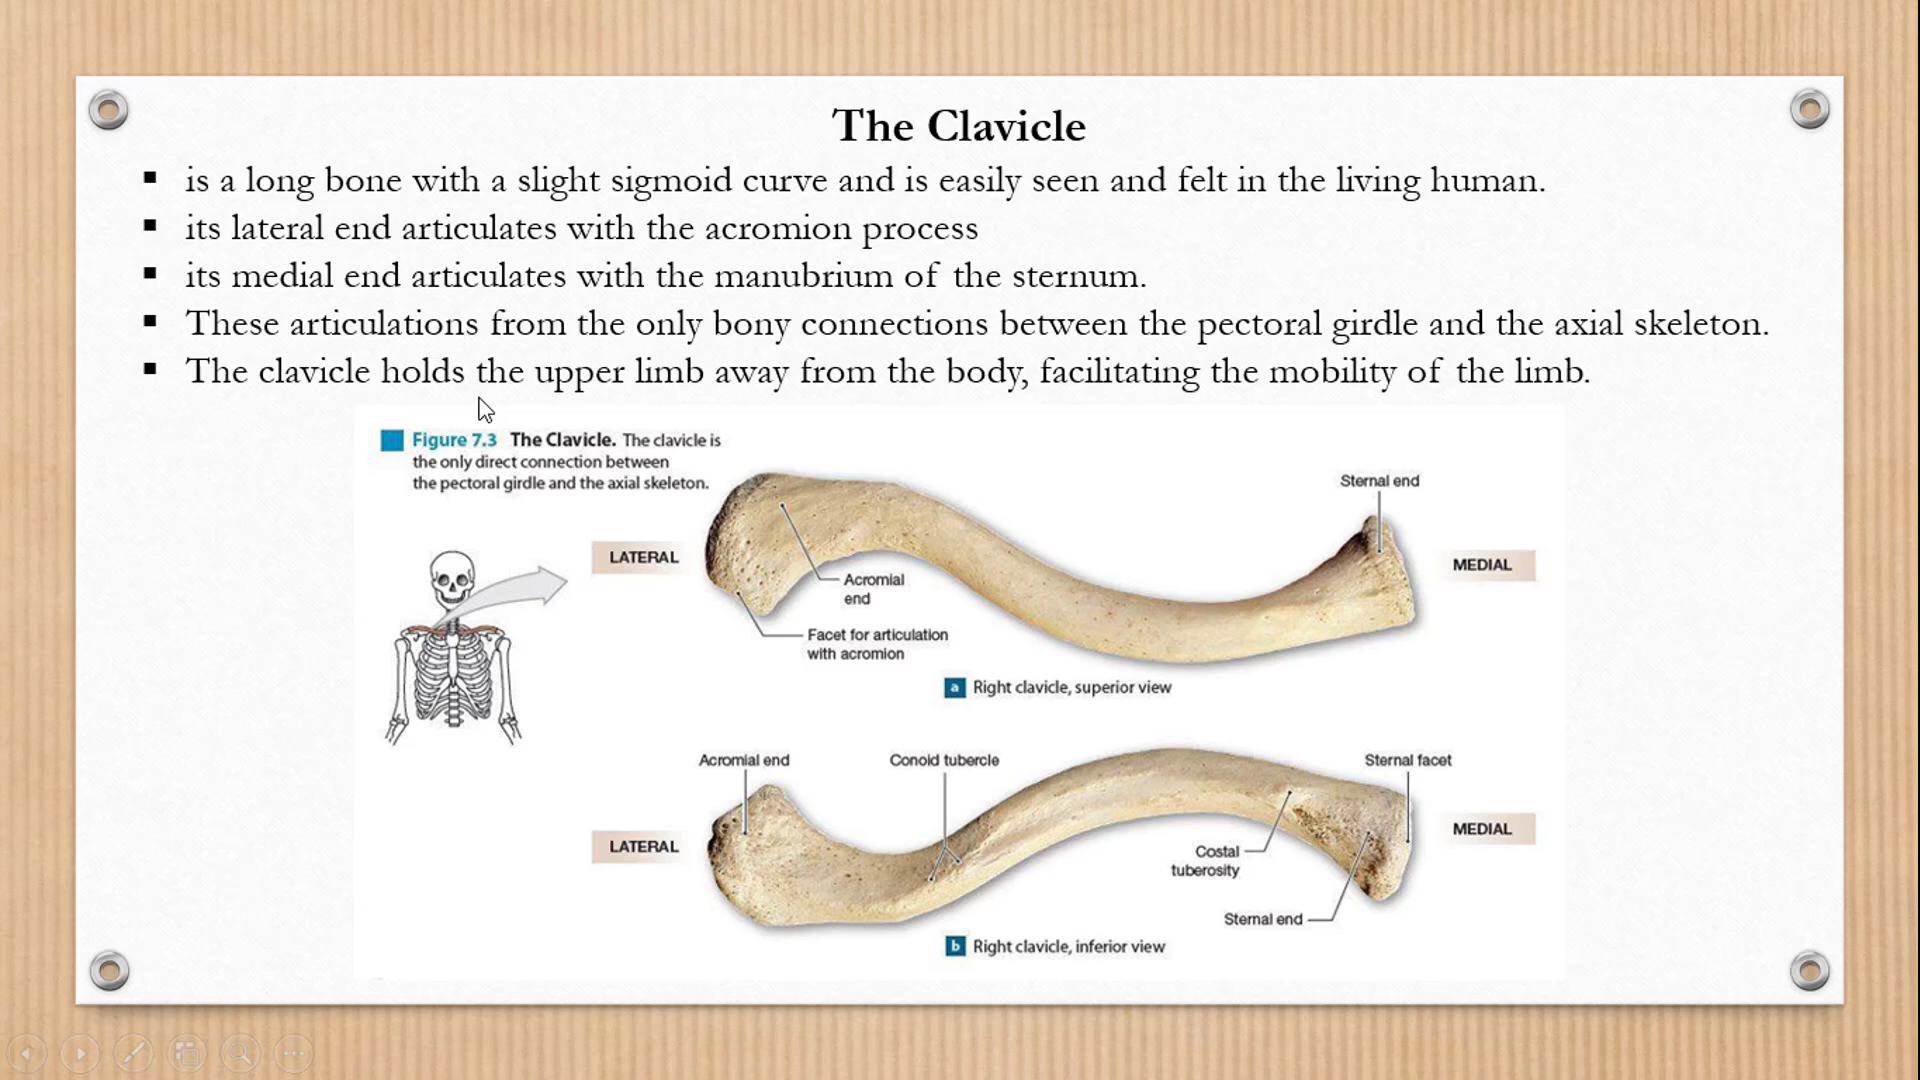 The Clavicle
▪ is a long bone with a slight sigmoid curve and is easily seen and felt in the living human.
▪ its lateral end articulates with the acromion process
▪ its medial end articulates with the manubrium of the sternum.
▪ These articulations from the only bony connections between the pectoral girdle and the axial skeleton.
▪ The clavicle holds the upper limb away from the body, facilitating the mobility of the limb.
Figure 7.3 The Clavicle. The clavicle is
the only direct connection between
the pectoral girdle and the axial skeleton.
Sternal end
LATERAL
MEDIAL
Acromial
end
Facet for articulation
with acromion
a Right clavicle, superior view
Acromial end
Conoid tubercle
Sternal facet
LATERAL
MEDIAL
Costal
tuberosity
Sternal end
b Right clavicle, inferior view